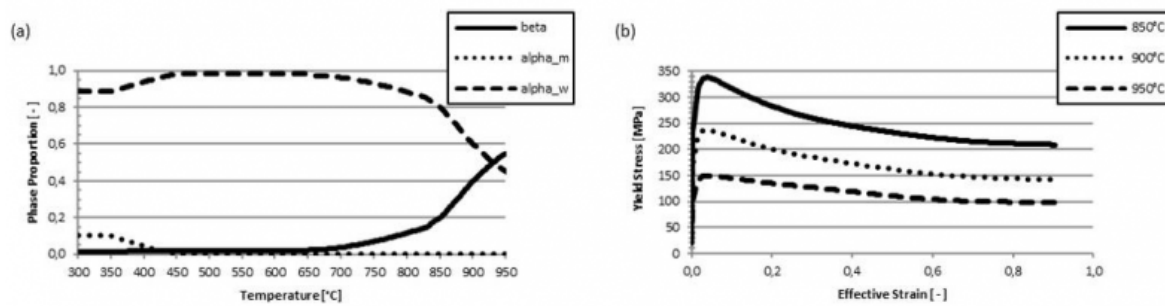 (a)
beta
alpha_m
alpha_w
Phase Proportion [ - ]
1,0
0,8
0,6
0,4
0,2
0,0
300 350 400 450 500 550 600 650 700 750 800 850 900 950
Temperature [°C]
(b)
850°C
900°C
950°C
Yield Stress [MPa]
350
300
250
200
150
100
50
0
0,0 0,2 0,4 0,6 0,8 1,0
Effective Strain [ - ]